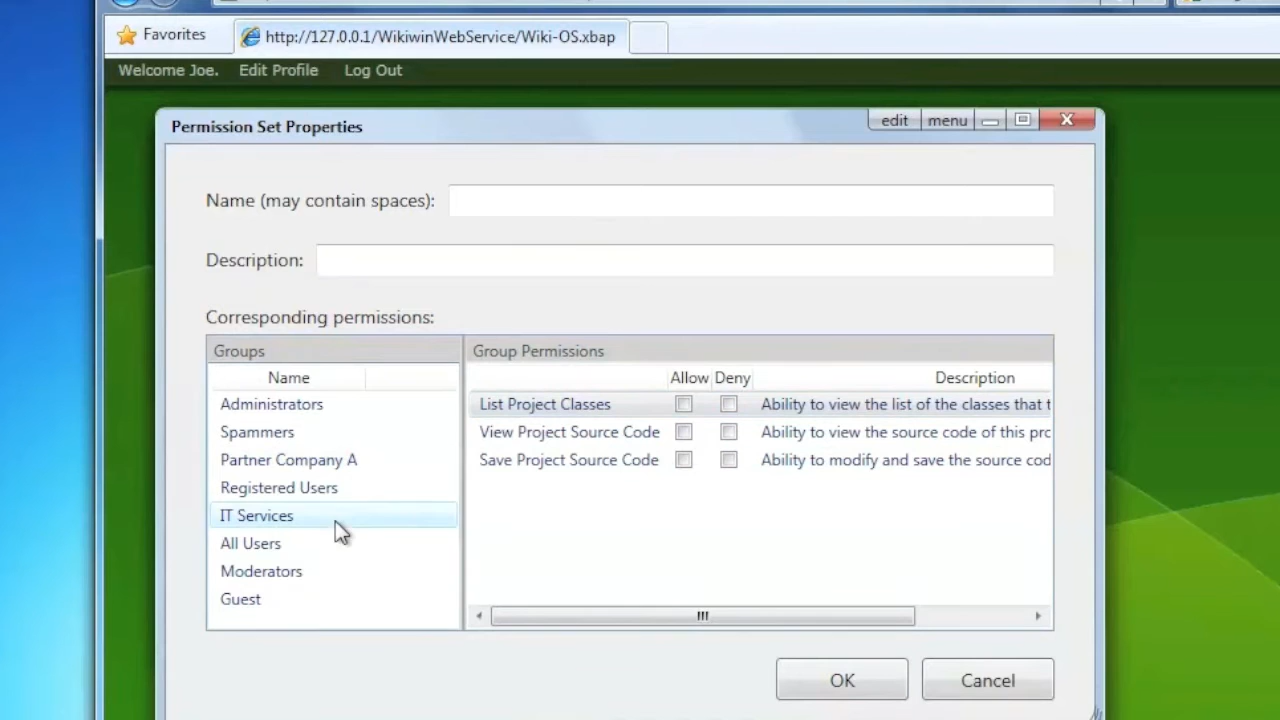 Favorites
http://127.0.0.1/WikiwinWebService/Wiki-OS.xbap
Welcome Joe. Edit Profile Log Out
Permission Set Properties
edit menu
Name (may contain spaces):
Description:
Corresponding permissions:
Groups
Name
Administrators
Spammers
Partner Company A
Registered Users
IT Services
All Users
Moderators
Guest
Group Permissions
Allow Deny Description
List Project Classes Ability to view the list of the classes that t
View Project Source Code Ability to view the source code of this pro
Save Project Source Code Ability to modify and save the source cod
OK Cancel